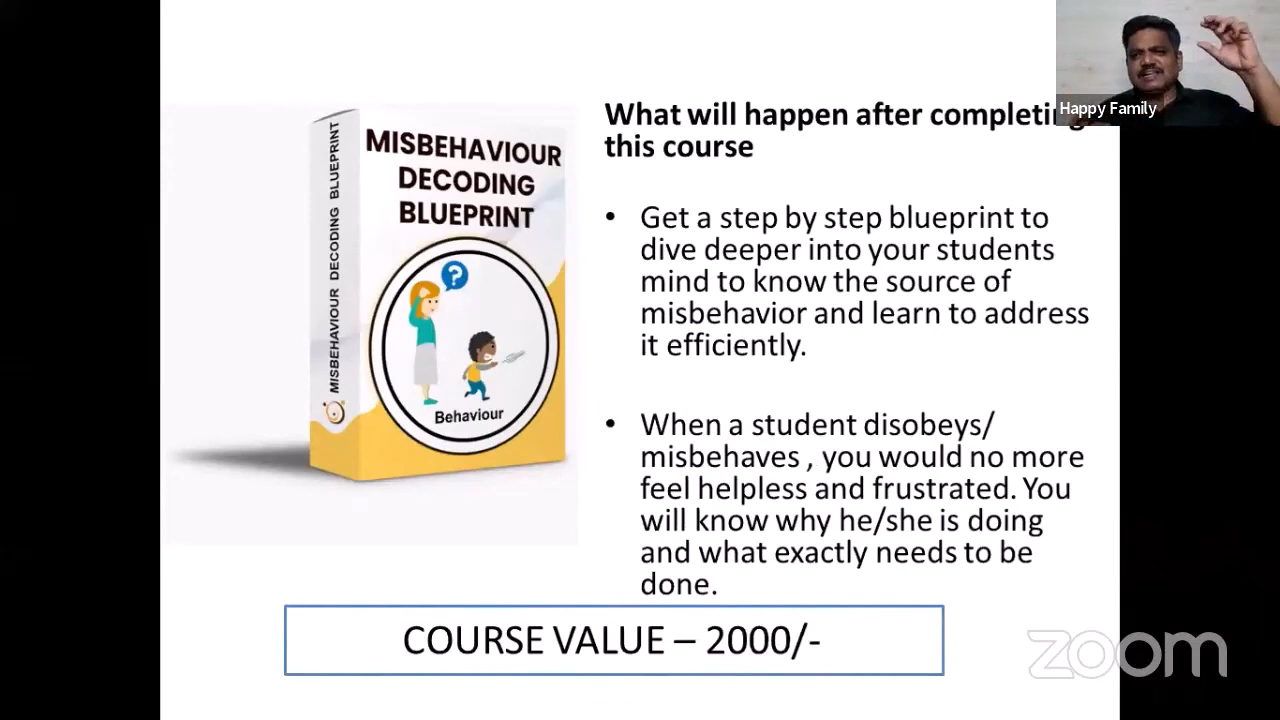 Happy Family
What will happen after completing
this course
MISBEHAVIOUR
DECODING
BLUEPRINT
MISBEHAVIOUR DECODING BLUEPRINT
?
Behaviour
• Get a step by step blueprint to
dive deeper into your students
mind to know the source of
misbehavior and learn to address
it efficiently.
• When a student disobeys/
misbehaves , you would no more
feel helpless and frustrated. You
will know why he/she is doing
and what exactly needs to be
done.
COURSE VALUE – 2000/-
zoom